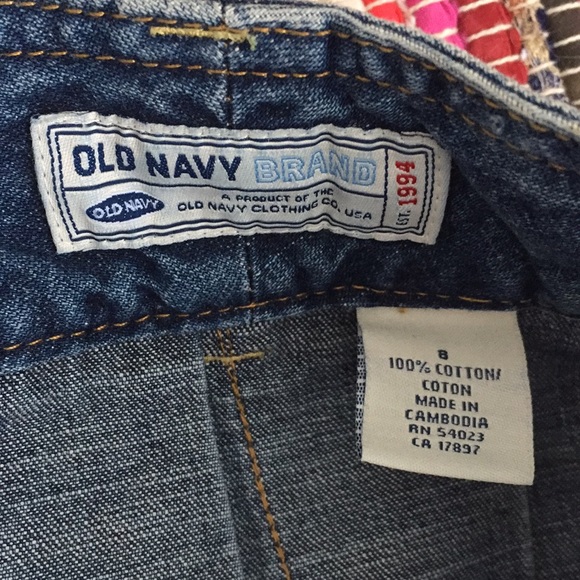 OLD NAVY BRAND
OLD NAVY
A PRODUCT OF THE
OLD NAVY CLOTHING CO., USA
EST. 1994
8
100% COTTON/
COTON
MADE IN
CAMBODIA
RN 54023
CA 17897